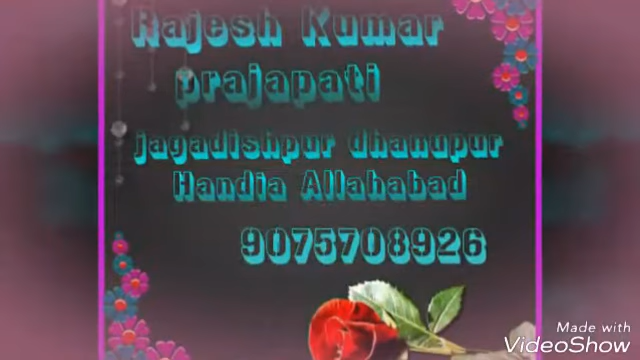 Rajesh Kumar
prajapati
jagadishpur dhanupur
Handia Allahabad
9075708926
Made with
VideoShow